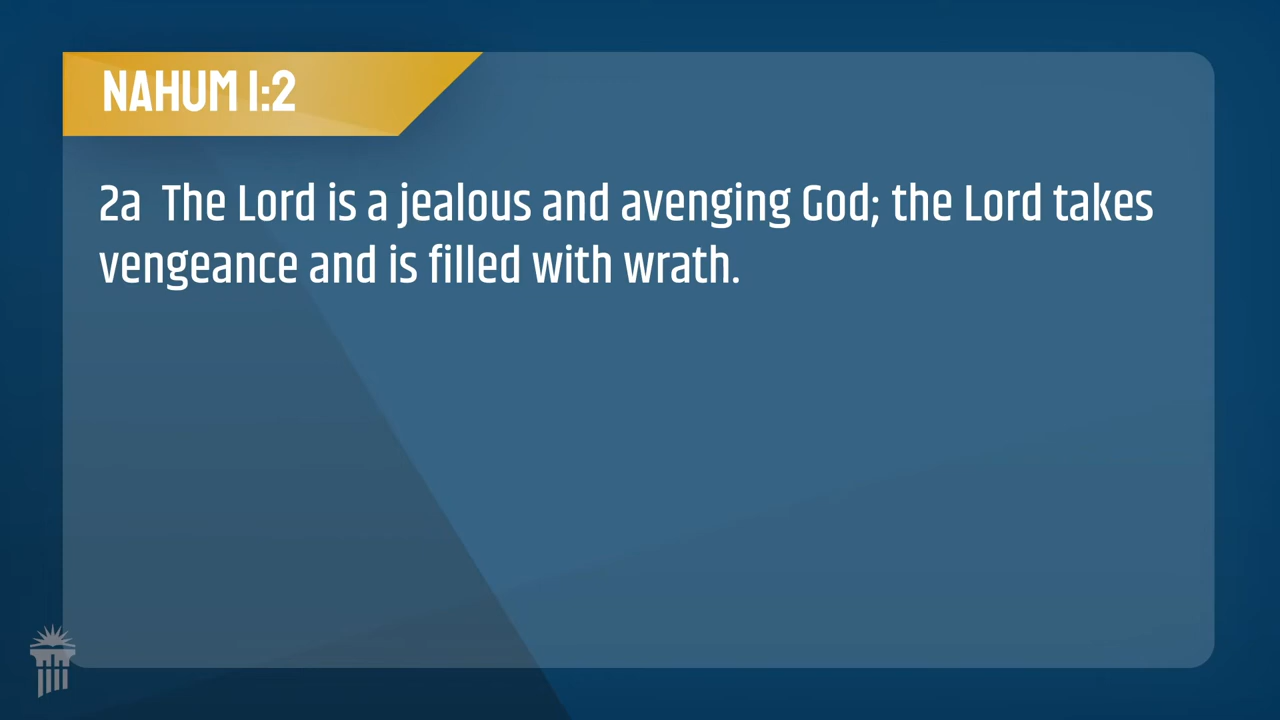 NAHUM 1:2
2a The Lord is a jealous and avenging God; the Lord takes
vengeance and is filled with wrath.